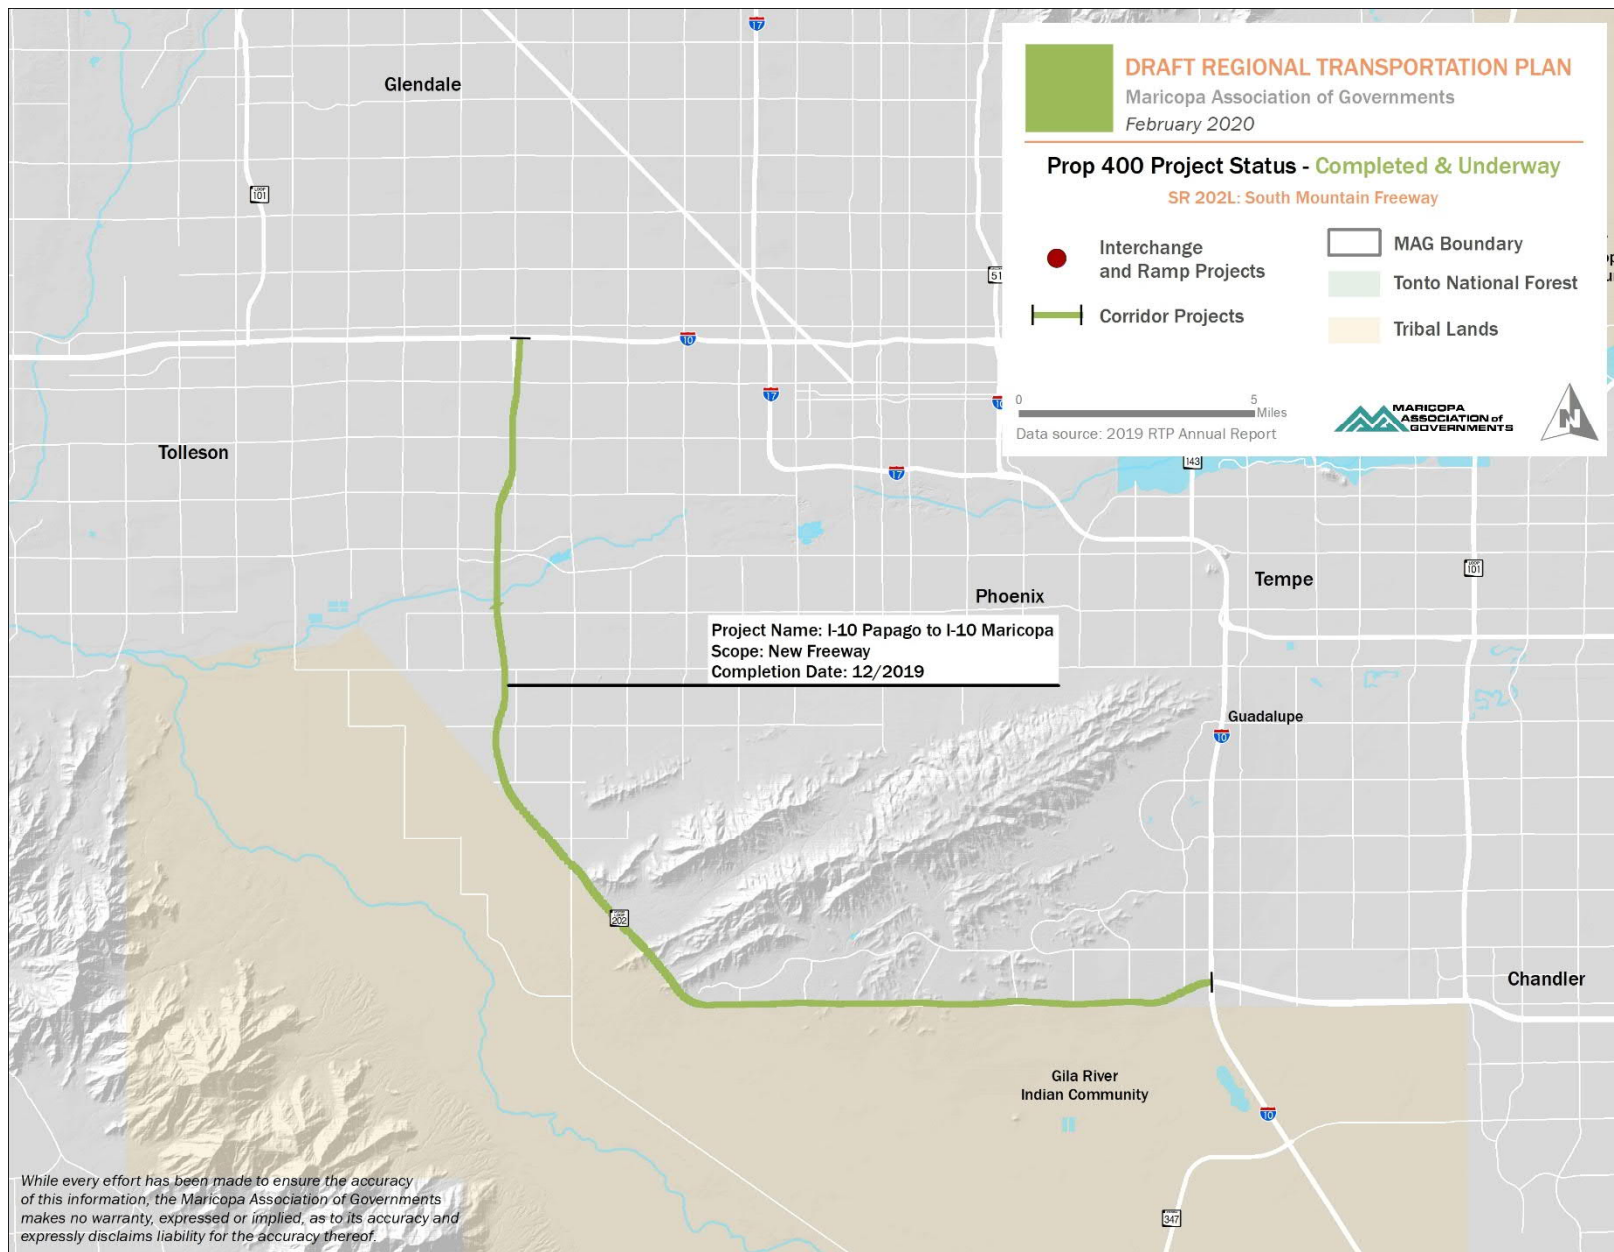 DRAFT REGIONAL TRANSPORTATION PLAN
Maricopa Association of Governments
February 2020
Prop 400 Project Status - Completed & Underway
SR 202L: South Mountain Freeway
Interchange
and Ramp Projects
Corridor Projects
MAG Boundary
Tonto National Forest
Tribal Lands
0
5
Miles
Data source: 2019 RTP Annual Report
MARICOPA
ASSOCIATION of
GOVERNMENTS
N
17
Glendale
LOOP
101
51
10
17
10
Tolleson
17
143
LOOP
101
Tempe
Phoenix
Project Name: I-10 Papago to I-10 Maricopa
Scope: New Freeway
Completion Date: 12/2019
Guadalupe
10
LOOP
202
Chandler
Gila River
Indian Community
10
347
While every effort has been made to ensure the accuracy
of this information, the Maricopa Association of Governments
makes no warranty, expressed or implied, as to its accuracy and
expressly disclaims liability for the accuracy thereof.